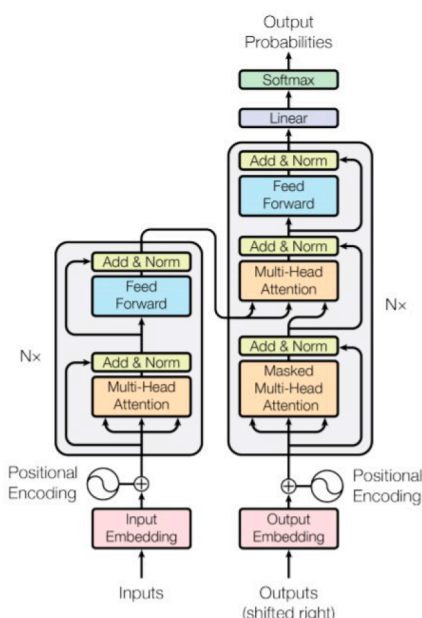 Output
Probabilities
Softmax
Linear
Add & Norm
Feed
Forward
Add & Norm
Multi-Head
Attention
Nx
Add & Norm
Masked
Multi-Head
Attention
Positional
Encoding
Output
Embedding
Outputs
(shifted right)
Add & Norm
Feed
Forward
Nx
Add & Norm
Multi-Head
Attention
Positional
Encoding
Input
Embedding
Inputs